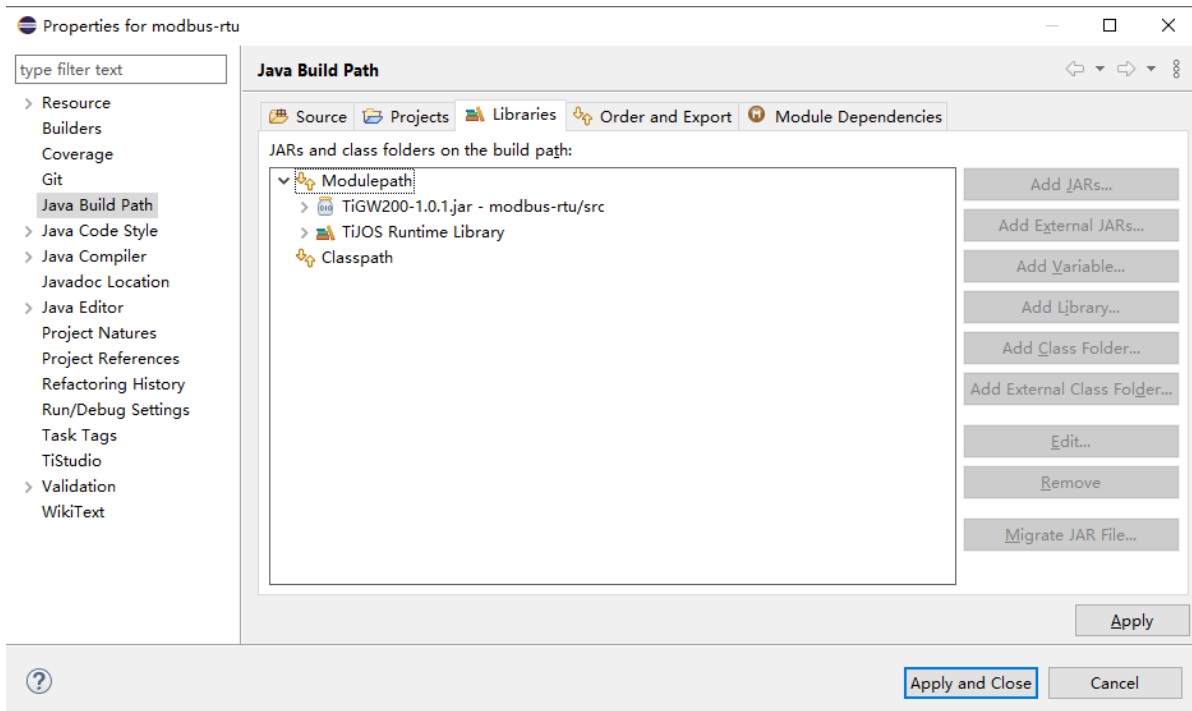 Properties for modbus-rtu
type filter text
Resource
Builders
Coverage
Git
Java Build Path
Java Code Style
Java Compiler
Javadoc Location
Java Editor
Project Natures
Project References
Refactoring History
Run/Debug Settings
Task Tags
TiStudio
Validation
WikiText
Java Build Path
Source Projects Libraries Order and Export Module Dependencies
JARs and class folders on the build path:
Modulepath
TiGW200-1.0.1.jar - modbus-rtu/src
TiJOS Runtime Library
Classpath
Add JARs...
Add External JARs...
Add Variable...
Add Library...
Add Class Folder...
Add External Class Folder...
Edit...
Remove
Migrate JAR File...
Apply
Apply and Close Cancel